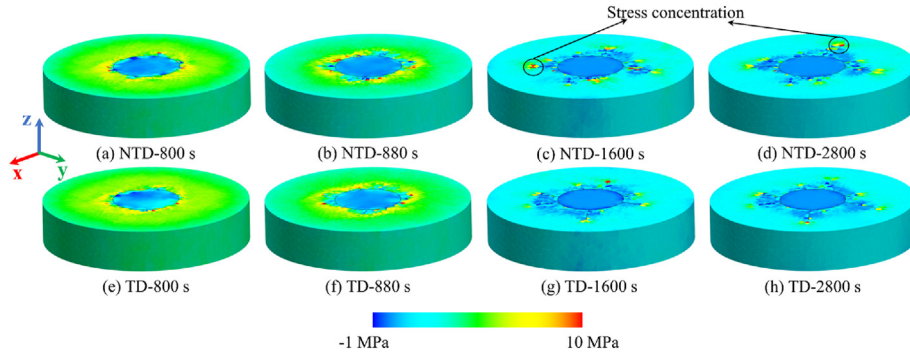 Stress concentration
(a) NTD-800 s
(b) NTD-880 s
(c) NTD-1600 s
(d) NTD-2800 s
z
x
y
(e) TD-800 s
(f) TD-880 s
(g) TD-1600 s
(h) TD-2800 s
-1 MPa
10 MPa